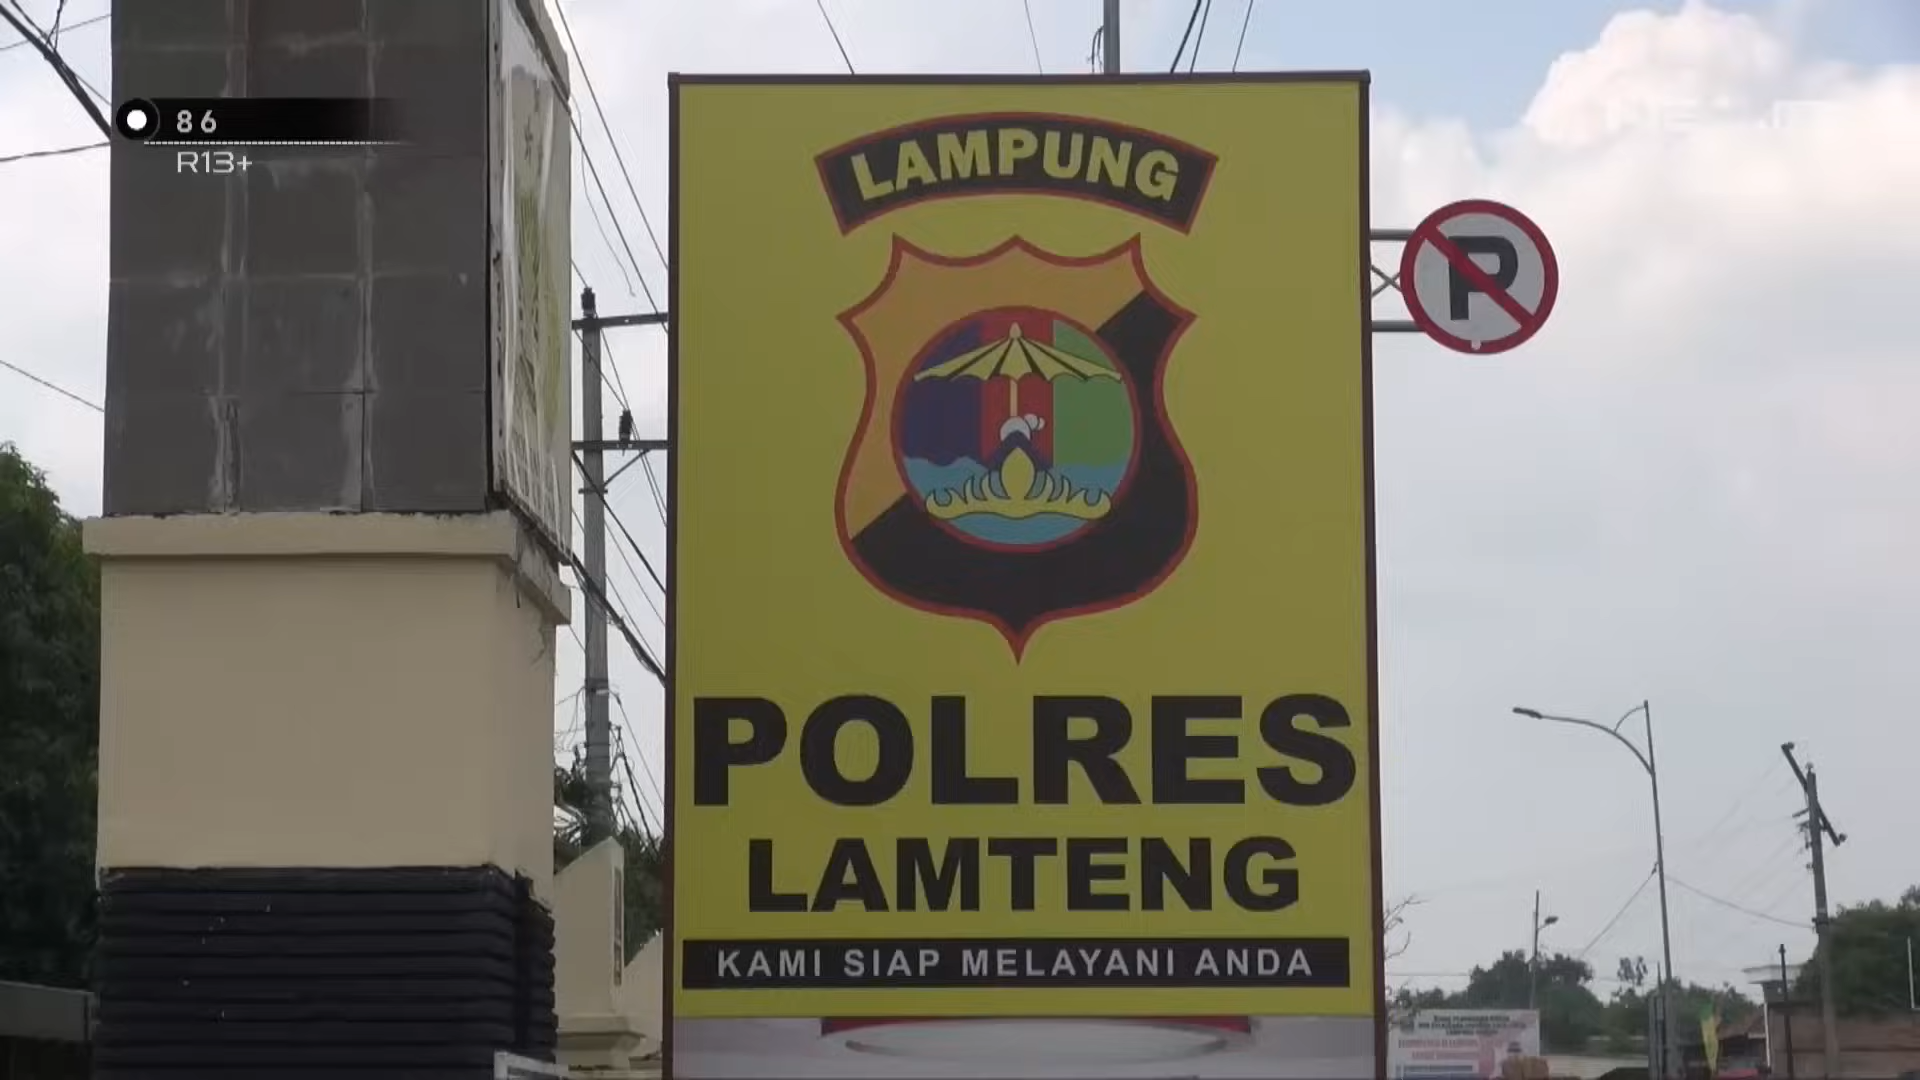 86
R13+
LAMPUNG
P
POLRES
LAMTENG
KAMI SIAP MELAYANI ANDA